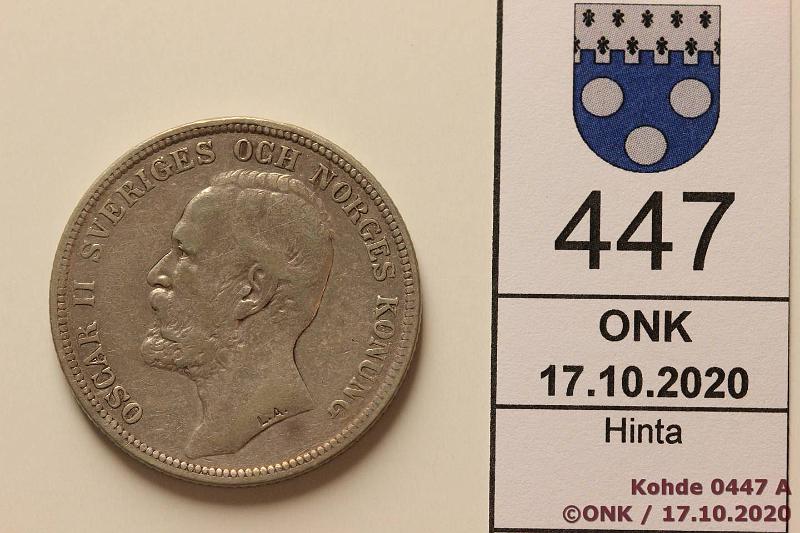 OSCAR II SVERIGES OCH NORGES KONUNG
L.A.
447
ONK
17.10.2020
Hinta
Kohde 0447 A
©ONK / 17.10.2020